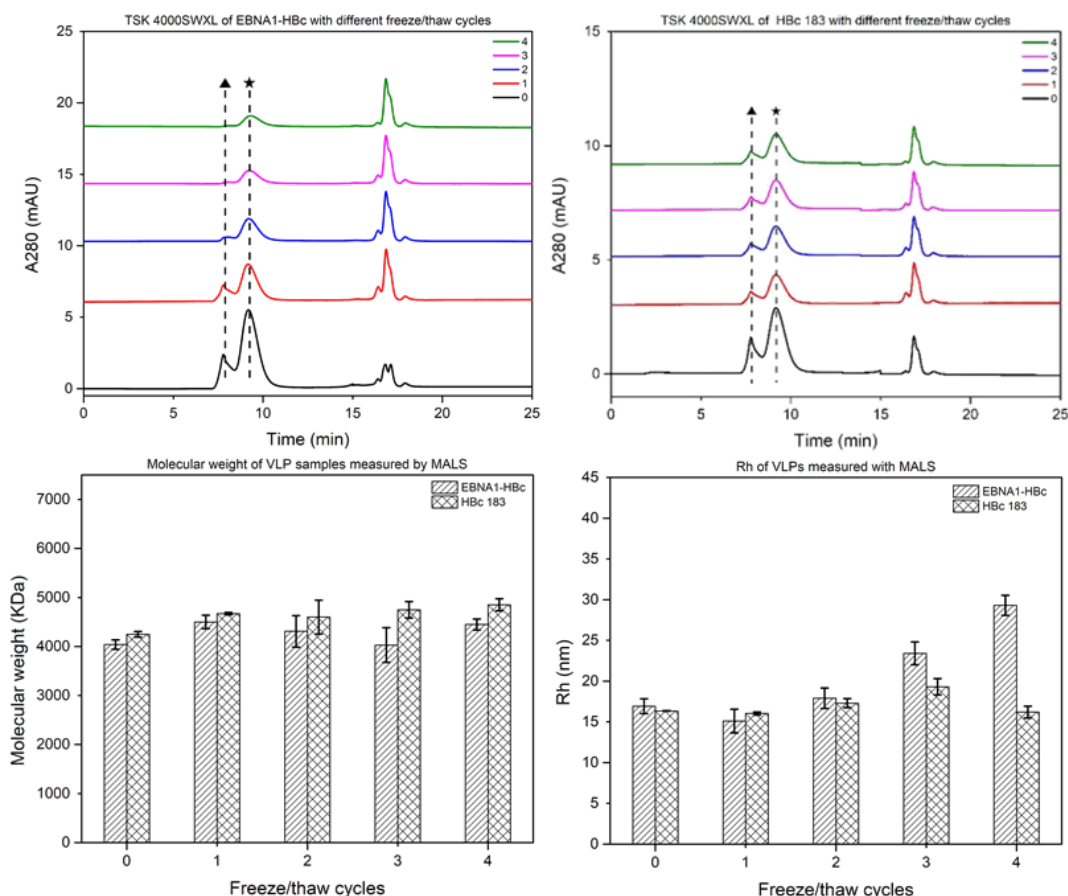 TSK 4000SWXL of EBNA1-HBc with different freeze/thaw cycles
25
20
15
10
5
0
A280 (mAU)
4
3
2
1
0
▲ ★
0 5 10 15 20 25
Time (min)
TSK 4000SWXL of HBc 183 with different freeze/thaw cycles
15
10
5
0
A280 (mAU)
4
3
2
1
0
▲ ★
0 5 10 15 20 25
Time (min)
Molecular weight of VLP samples measured by MALS
7000
6000
5000
4000
3000
2000
1000
0
Molecular weight (KDa)
EBNA1-HBc
HBc 183
0 1 2 3 4
Freeze/thaw cycles
Rh of VLPs measured with MALS
45
40
35
30
25
20
15
10
5
0
Rh (nm)
EBNA1-HBc
HBc 183
0 1 2 3 4
Freeze/thaw cycles